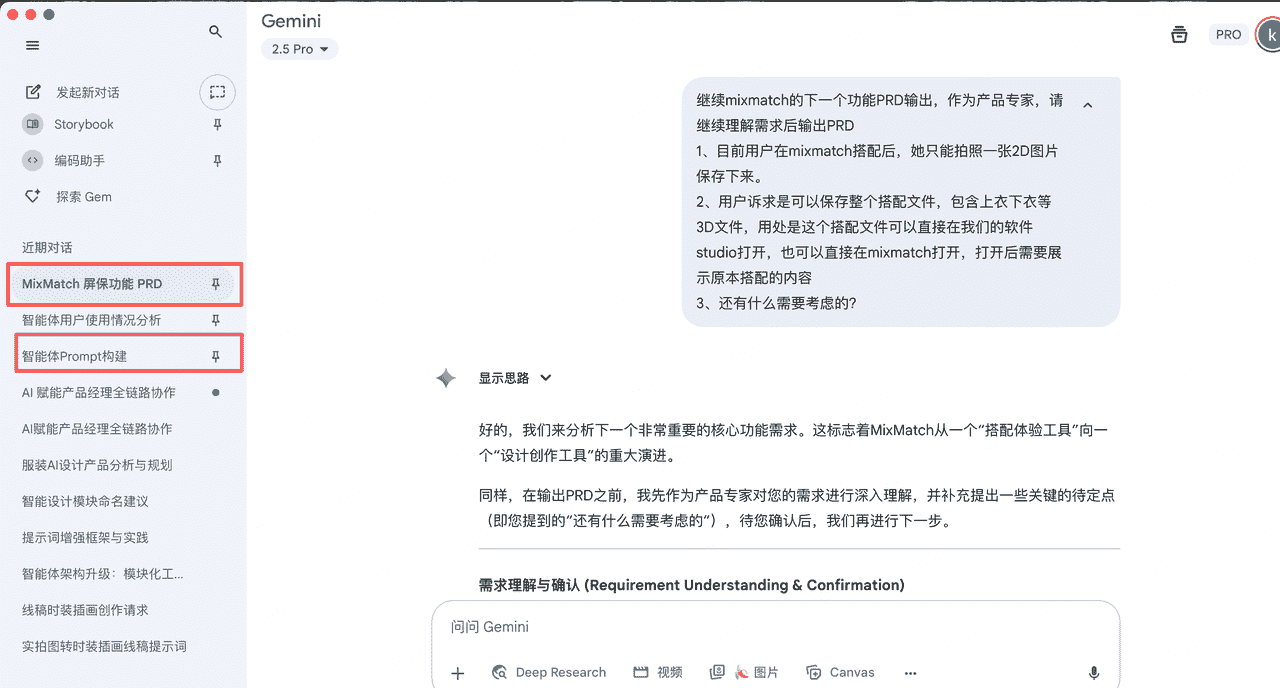 Gemini
2.5 Pro
PRO
k
发起新对话
Storybook
编码助手
探索 Gem
近期对话
MixMatch 屏保功能 PRD
智能体用户使用情况分析
智能体Prompt构建
AI 赋能产品经理全链路协作
AI赋能产品经理全链路协作
服装AI设计产品分析与规划
智能设计模块命名建议
提示词增强框架与实践
智能体架构升级：模块化工...
线稿时装插画创作请求
实拍图转时装插画线稿提示词
继续mixmatch的下一个功能PRD输出，作为产品专家，请
继续理解需求后输出PRD
1、目前用户在mixmatch搭配后，她只能拍照一张2D图片
保存下来。
2、用户诉求是可以保存整个搭配文件，包含上衣下衣等
3D文件，用处是这个搭配文件可以直接在我们的软件
studio打开，也可以直接在mixmatch打开，打开后需要展
示原本搭配的内容
3、还有什么需要考虑的?
显示思路
好的，我们来分析下一个非常重要的核心功能需求。这标志着MixMatch从一个“搭配体验工具”向一
个“设计创作工具”的重大演进。
同样，在输出PRD之前，我先作为产品专家对您的需求进行深入理解，并补充提出一些关键的待定点
（即您提到的“还有什么需要考虑的”），待您确认后，我们再进行下一步。
需求理解与确认 (Requirement Understanding & Confirmation)
问问 Gemini
Deep Research
视频
图片
Canvas